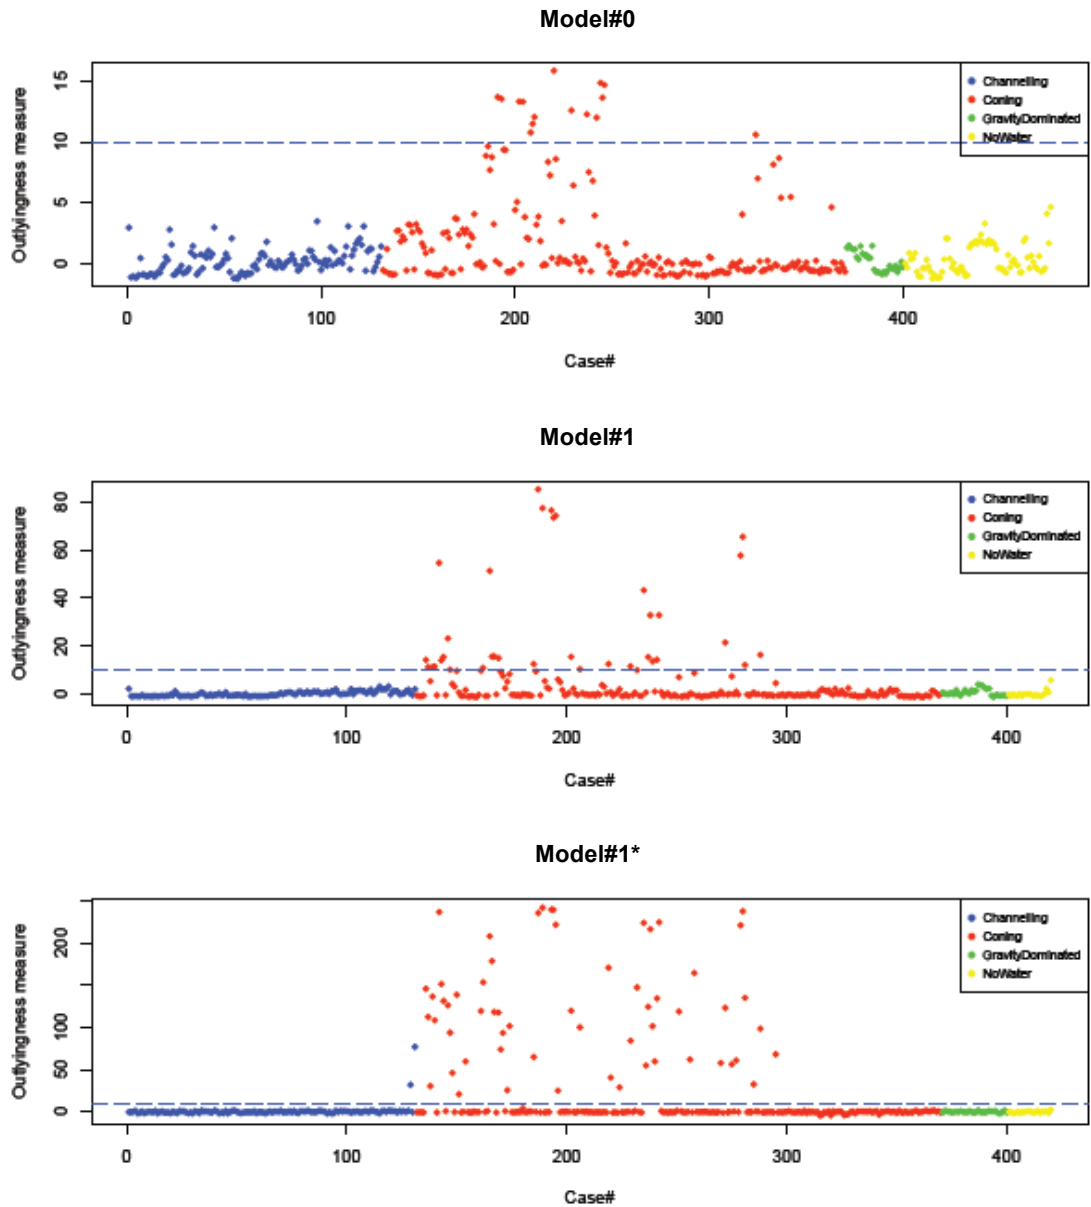 Model#0
Outlyingness measure
15
10
5
0
Channelling
Coning
GravityDominated
NoWater
0 100 200 300 400
Case#
Model#1
Outlyingness measure
80
60
40
20
0
Channelling
Coning
GravityDominated
NoWater
0 100 200 300 400
Case#
Model#1*
Outlyingness measure
200
100
50
0
Channelling
Coning
GravityDominated
NoWater
0 100 200 300 400
Case#